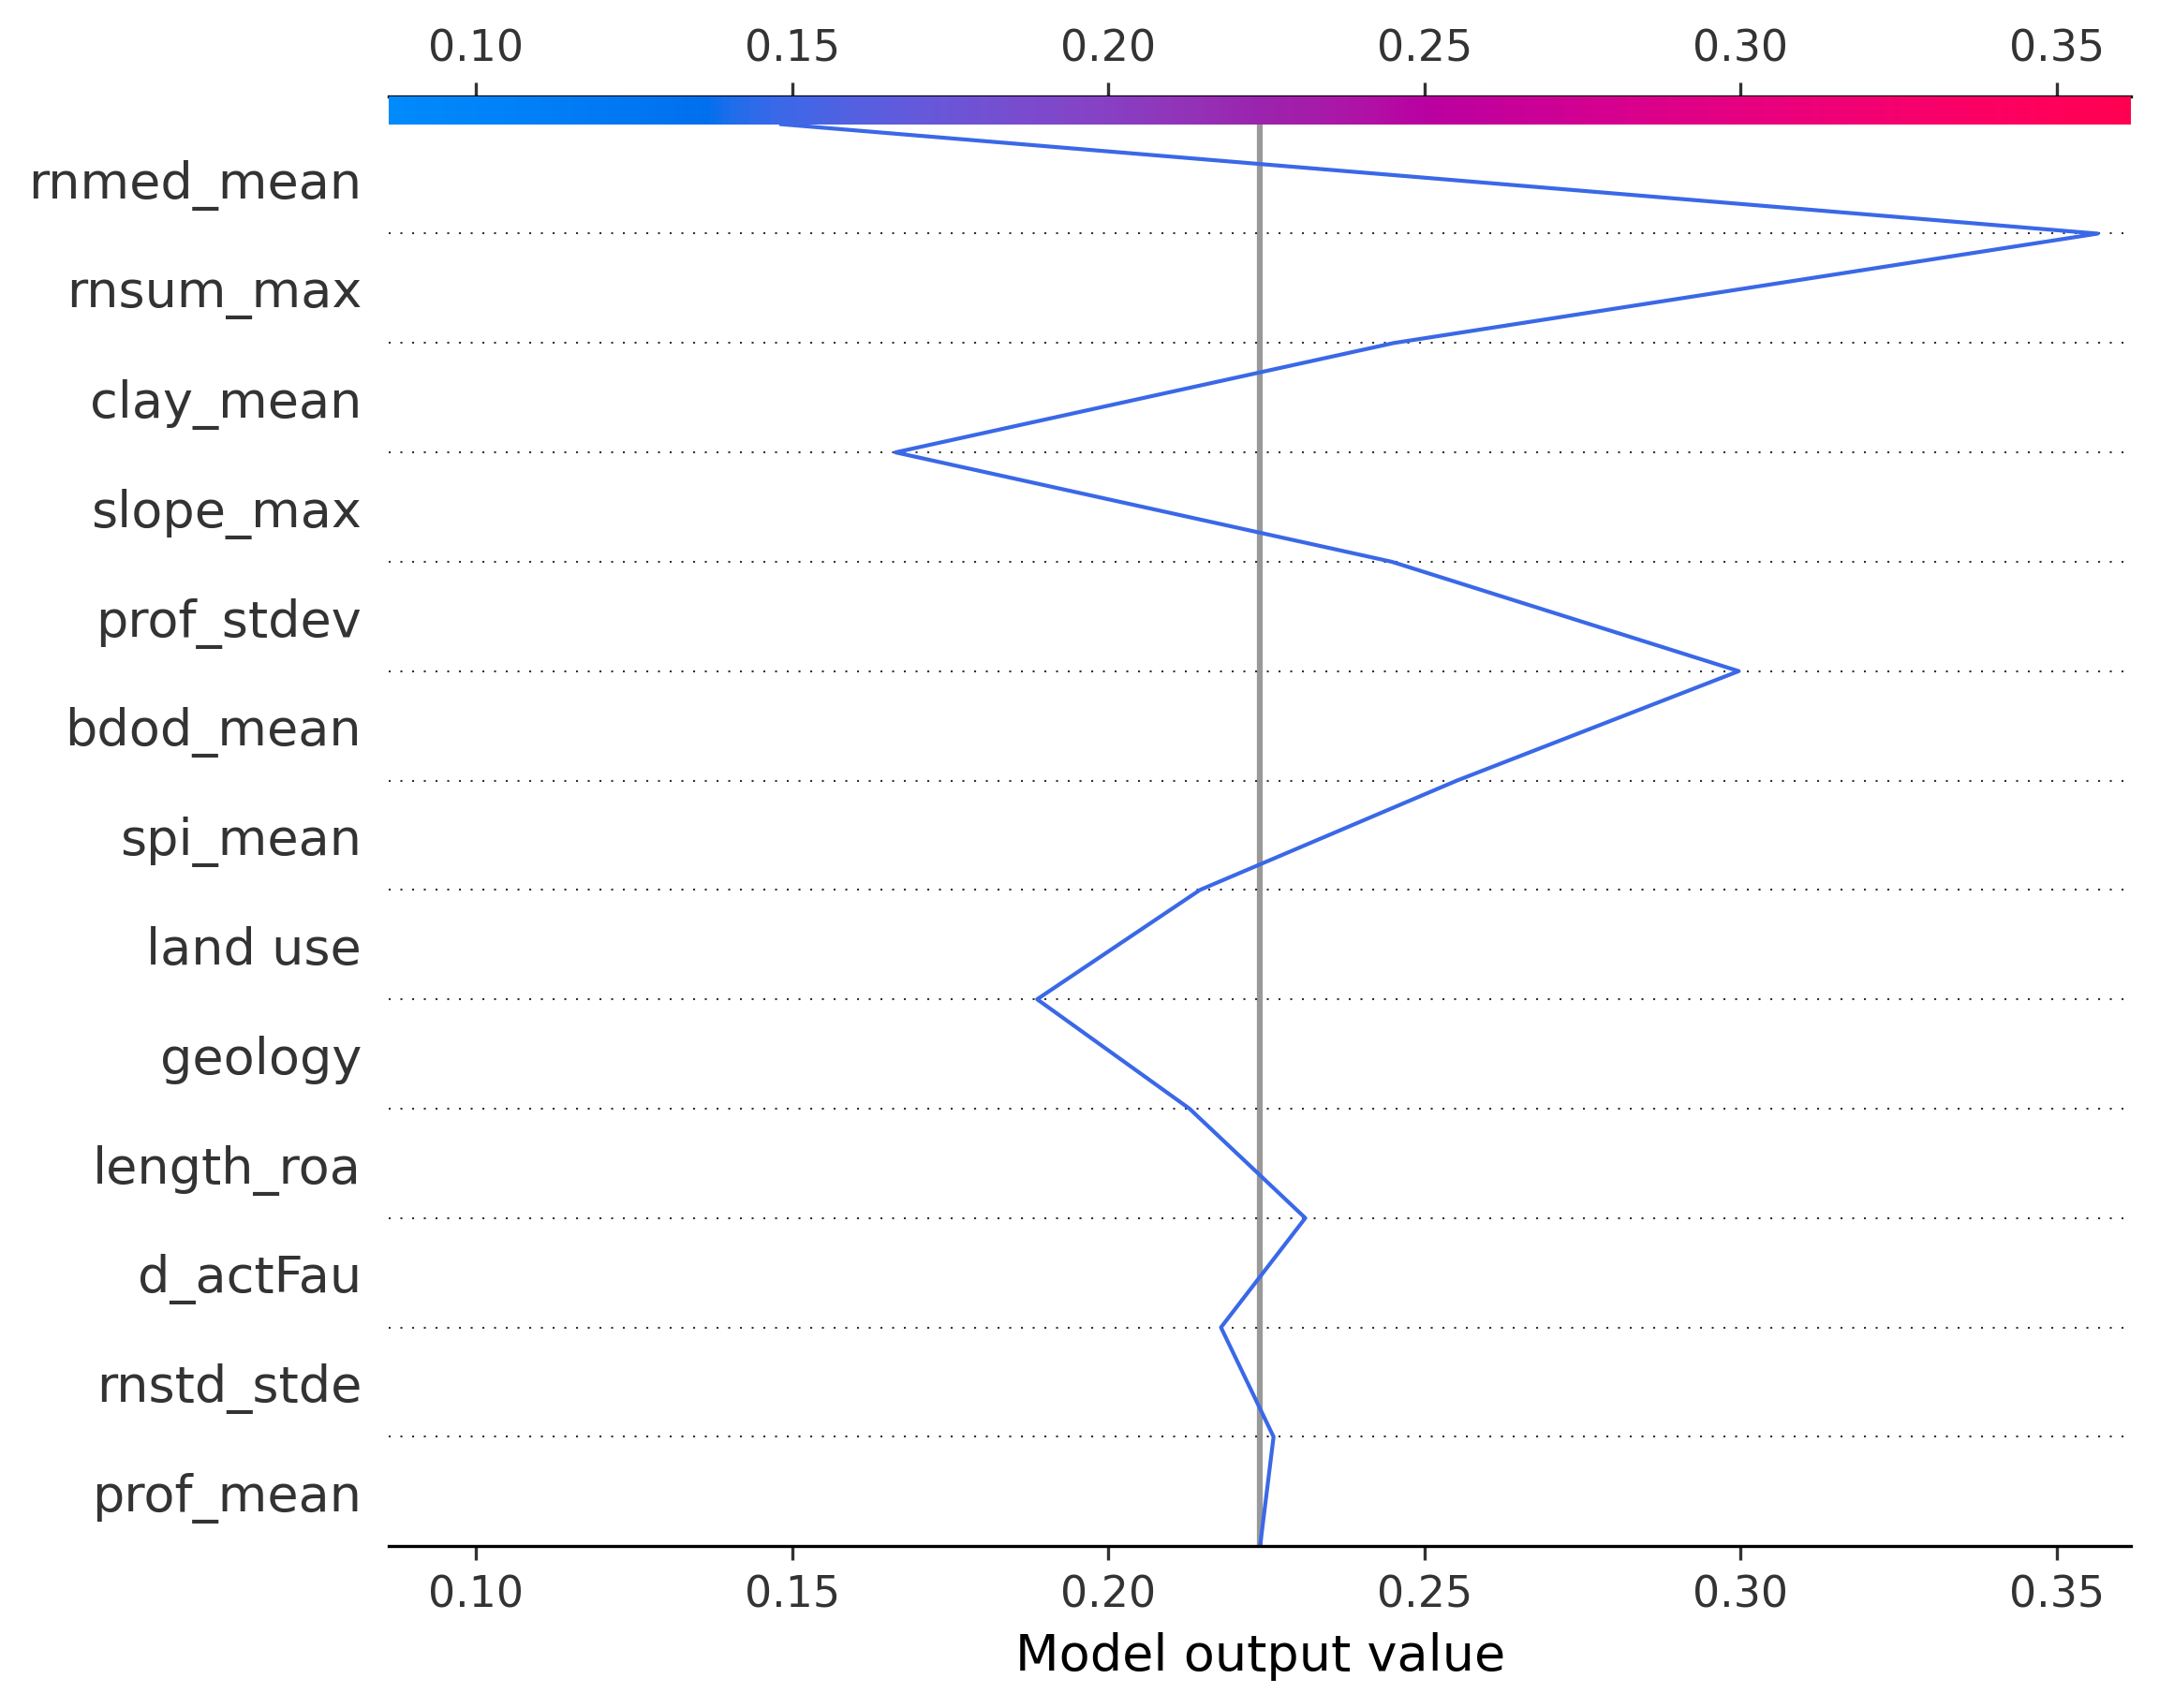 0.10 0.15 0.20 0.25 0.30 0.35
rnmed_mean
rnsum_max
clay_mean
slope_max
prof_stdev
bdod_mean
spi_mean
land use
geology
length_roa
d_actFau
rnstd_stde
prof_mean
0.10 0.15 0.20 0.25 0.30 0.35
Model output value